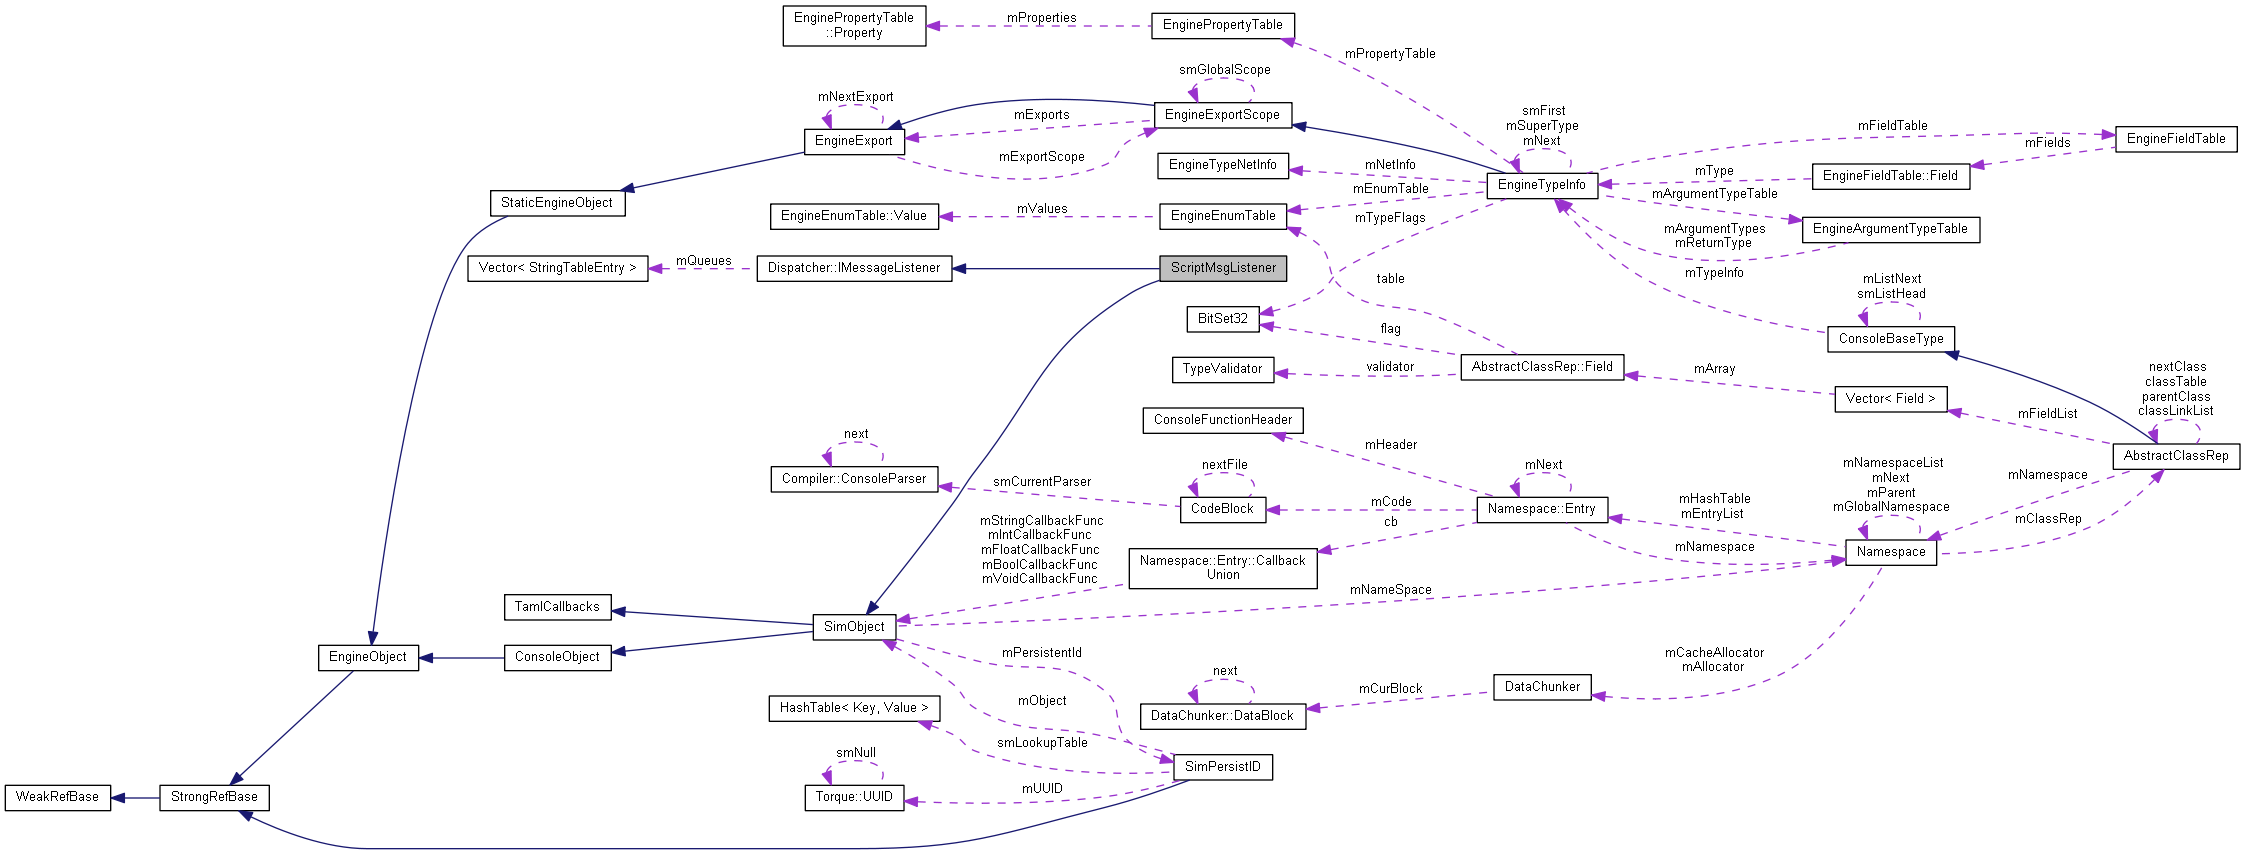 EnginePropertyTable
::Property
mProperties
EnginePropertyTable
mPropertyTable
smGlobalScope
mNextExport
EngineExport
mExports
EngineExportScope
mExportScope
smFirst
mSuperType
mNext
EngineTypeInfo
mFieldTable
EngineFieldTable
mFields
EngineTypeNetInfo
mNetInfo
mType
EngineFieldTable::Field
mEnumTable
mArgumentTypeTable
StaticEngineObject
EngineEnumTable::Value
mValues
EngineEnumTable
mTypeFlags
mArgumentTypes
mReturnType
EngineArgumentTypeTable
Vector< StringTableEntry >
mQueues
Dispatcher::IMessageListener
ScriptMsgListener
table
mTypeInfo
mListNext
smListHead
ConsoleBaseType
BitSet32
flag
TypeValidator
validator
AbstractClassRep::Field
mArray
Vector< Field >
nextClass
classTable
parentClass
classLinkList
AbstractClassRep
mFieldList
ConsoleFunctionHeader
mHeader
next
Compiler::ConsoleParser
smCurrentParser
nextFile
CodeBlock
mCode
mNext
Namespace::Entry
mHashTable
mEntryList
mNamespaceList
mNext
mParent
mGlobalNamespace
Namespace
mNamespace
mClassRep
cb
mNamespace
mStringCallbackFunc
mIntCallbackFunc
mFloatCallbackFunc
mBoolCallbackFunc
mVoidCallbackFunc
Namespace::Entry::Callback
Union
mNameSpace
TamlCallbacks
SimObject
EngineObject
ConsoleObject
mPersistentId
mCacheAllocator
mAllocator
mObject
next
DataChunker::DataBlock
mCurBlock
DataChunker
HashTable< Key, Value >
smLookupTable
SimPersistID
smNull
Torque::UUID
mUUID
WeakRefBase
StrongRefBase